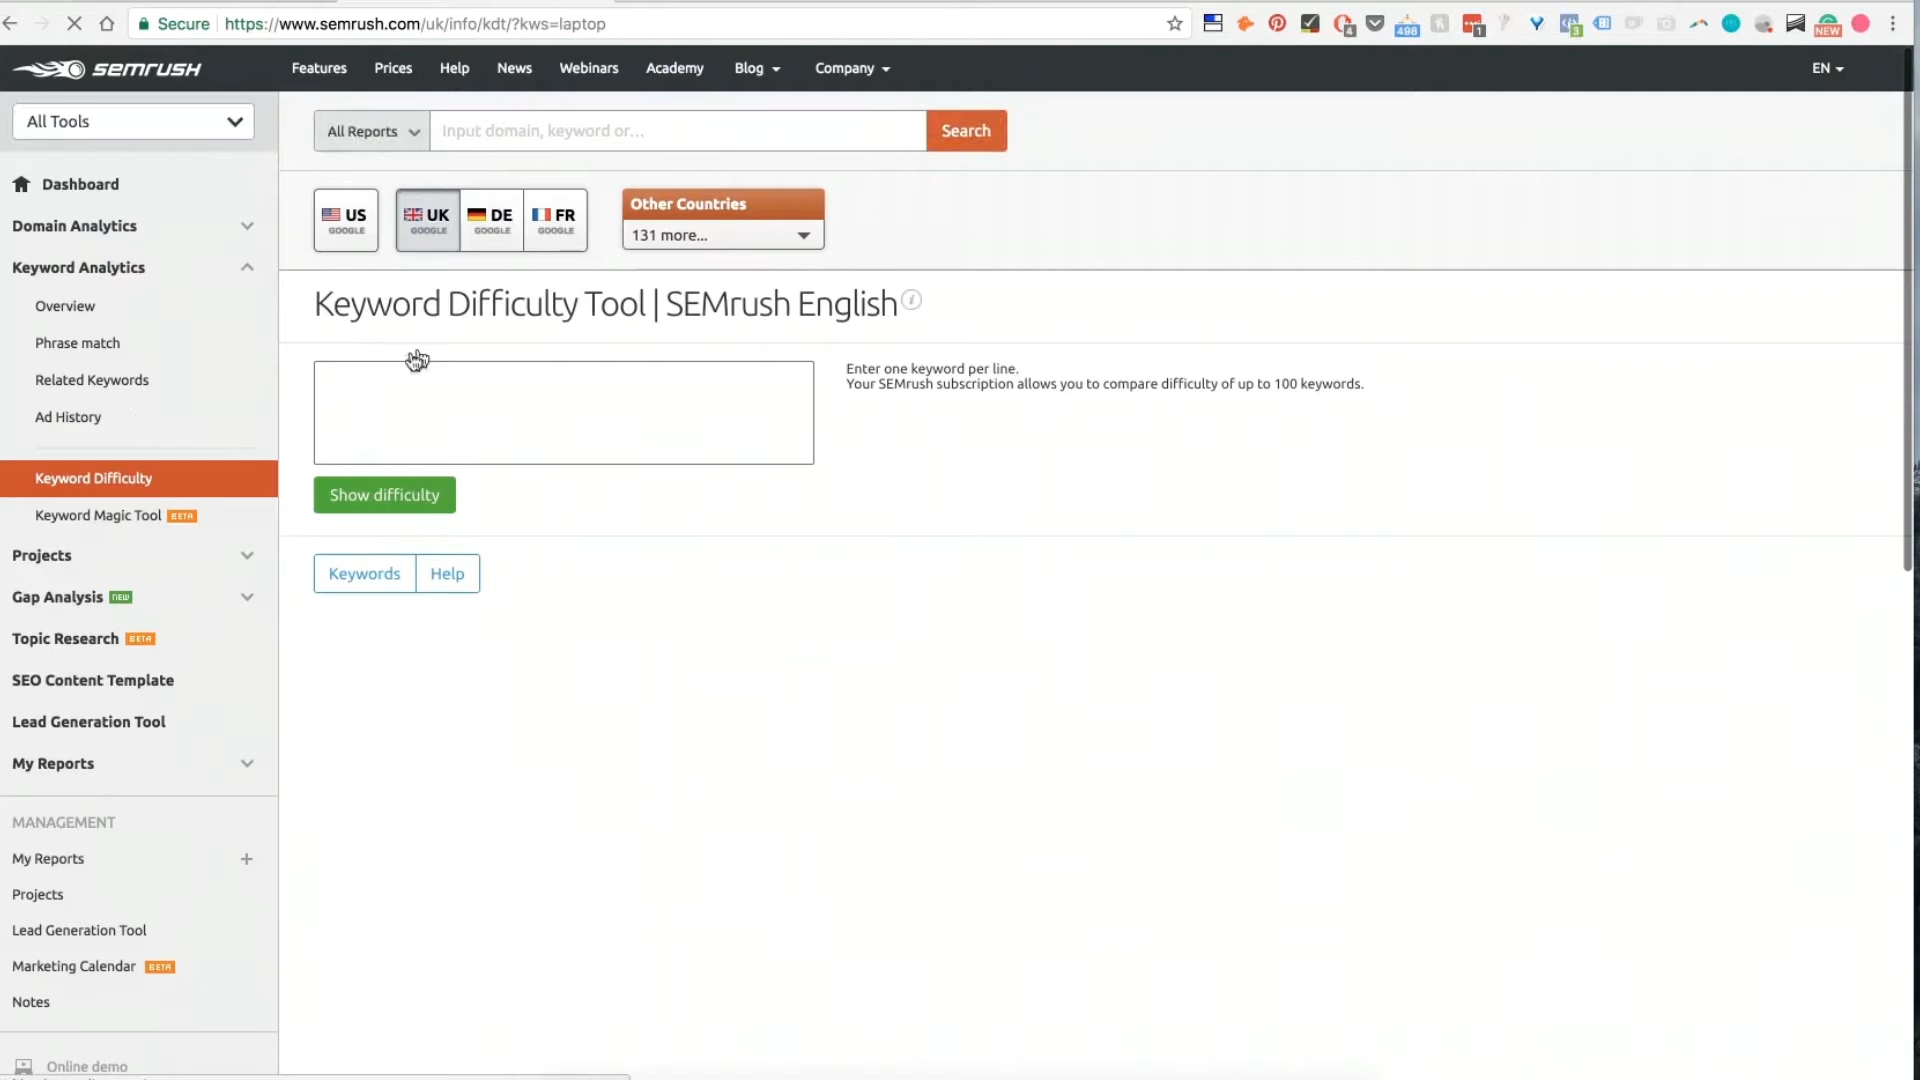 Secure https://www.semrush.com/uk/info/kdt/?kws=laptop
4 498 1 3 NEW
semrush Features Prices Help News Webinars Academy Blog Company EN
All Tools
All Reports Input domain, keyword or... Search
Dashboard
Domain Analytics
Keyword Analytics
Overview
Phrase match
Related Keywords
Ad History
Keyword Difficulty
Keyword Magic Tool BETA
Projects
Gap Analysis NEW
Topic Research BETA
SEO Content Template
Lead Generation Tool
My Reports
MANAGEMENT
My Reports
Projects
Lead Generation Tool
Marketing Calendar BETA
Notes
Online demo
US GOOGLE
UK GOOGLE
DE GOOGLE
FR GOOGLE
Other Countries
131 more...
Keyword Difficulty Tool | SEMrush English
Enter one keyword per line.
Your SEMrush subscription allows you to compare difficulty of up to 100 keywords.
Show difficulty
Keywords Help